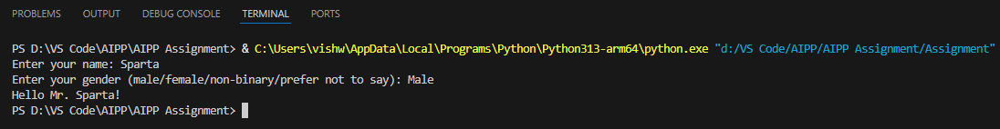 PROBLEMS OUTPUT DEBUG CONSOLE TERMINAL PORTS
PS D:\VS Code\AIPP\AIPP Assignment> & C:\Users\vishw\AppData\Local\Programs\Python\Python313-arm64\python.exe "d:/VS Code/AIPP/AIPP Assignment/Assignment"
Enter your name: Sparta
Enter your gender (male/female/non-binary/prefer not to say): Male
Hello Mr. Sparta!
PS D:\VS Code\AIPP\AIPP Assignment>